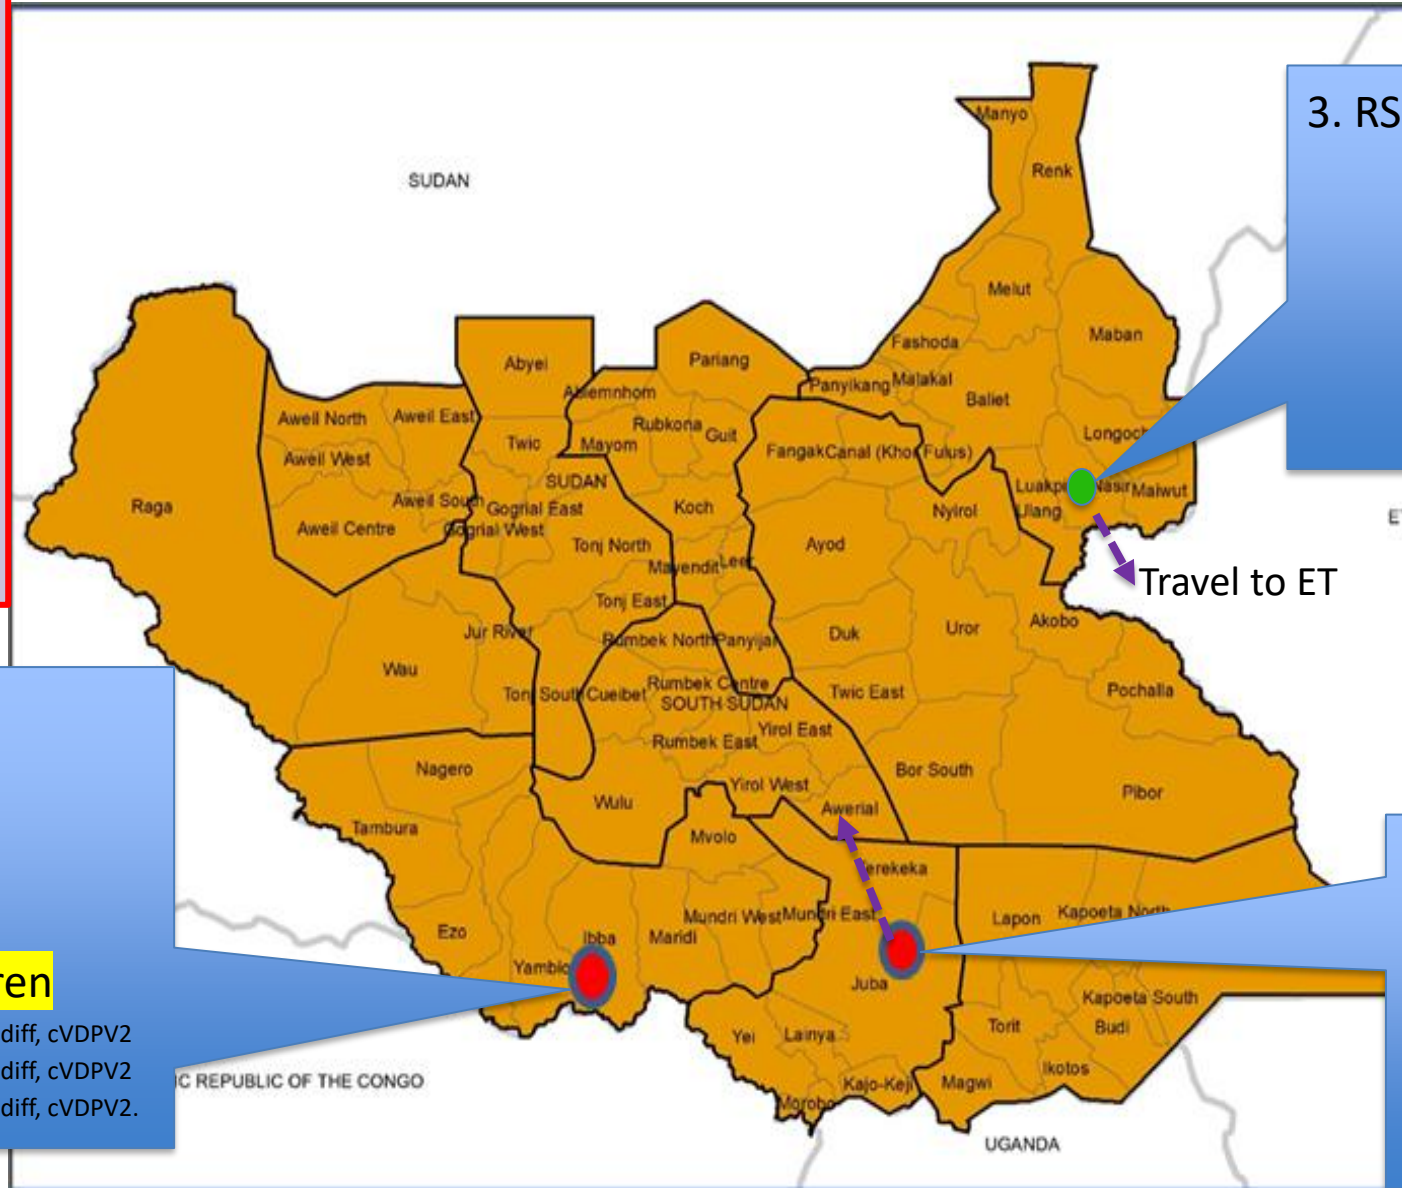 3. RS
Manyo
Renk
SUDAN
Melut
Maban
Fashoda
Abyei
Pariang
Panyikang
Malakal
Abiemnhom
Baliet
Aweil North
Aweil East
Rubkona
Guit
Twic
Mayom
Longoch
Fangak
Canal (Khor Fulus)
Aweil West
SUDAN
Raga
Aweil South
Gogrial East
Koch
Nyirol
Luakpi
Nasir
Maiwut
Ulang
Aweil Centre
Gogrial West
Tonj North
Ayod
Mayendit
Leer
Travel to ET
Tonj East
Jur River
Rumbek North
Panyijar
Duk
Uror
Akobo
Wau
Tonj South
Cueibet
Rumbek Centre
Twic East
Pochalla
SOUTH SUDAN
Yirol East
Rumbek East
Nagero
Yirol West
Bor South
Pibor
Wulu
Awerial
Tambura
Mvolo
Terekeka
Mundri West
Mundri East
Lapon
Kapoeta North
Ezo
Ibba
Maridi
Yambio
Juba
ren
Kapoeta South
diff, cVDPV2
Yei
Lainya
Torit
Budi
diff, cVDPV2
Ikotos
IC REPUBLIC OF THE CONGO
Kajo-Keji
Magwi
diff, cVDPV2.
Morobo
UGANDA